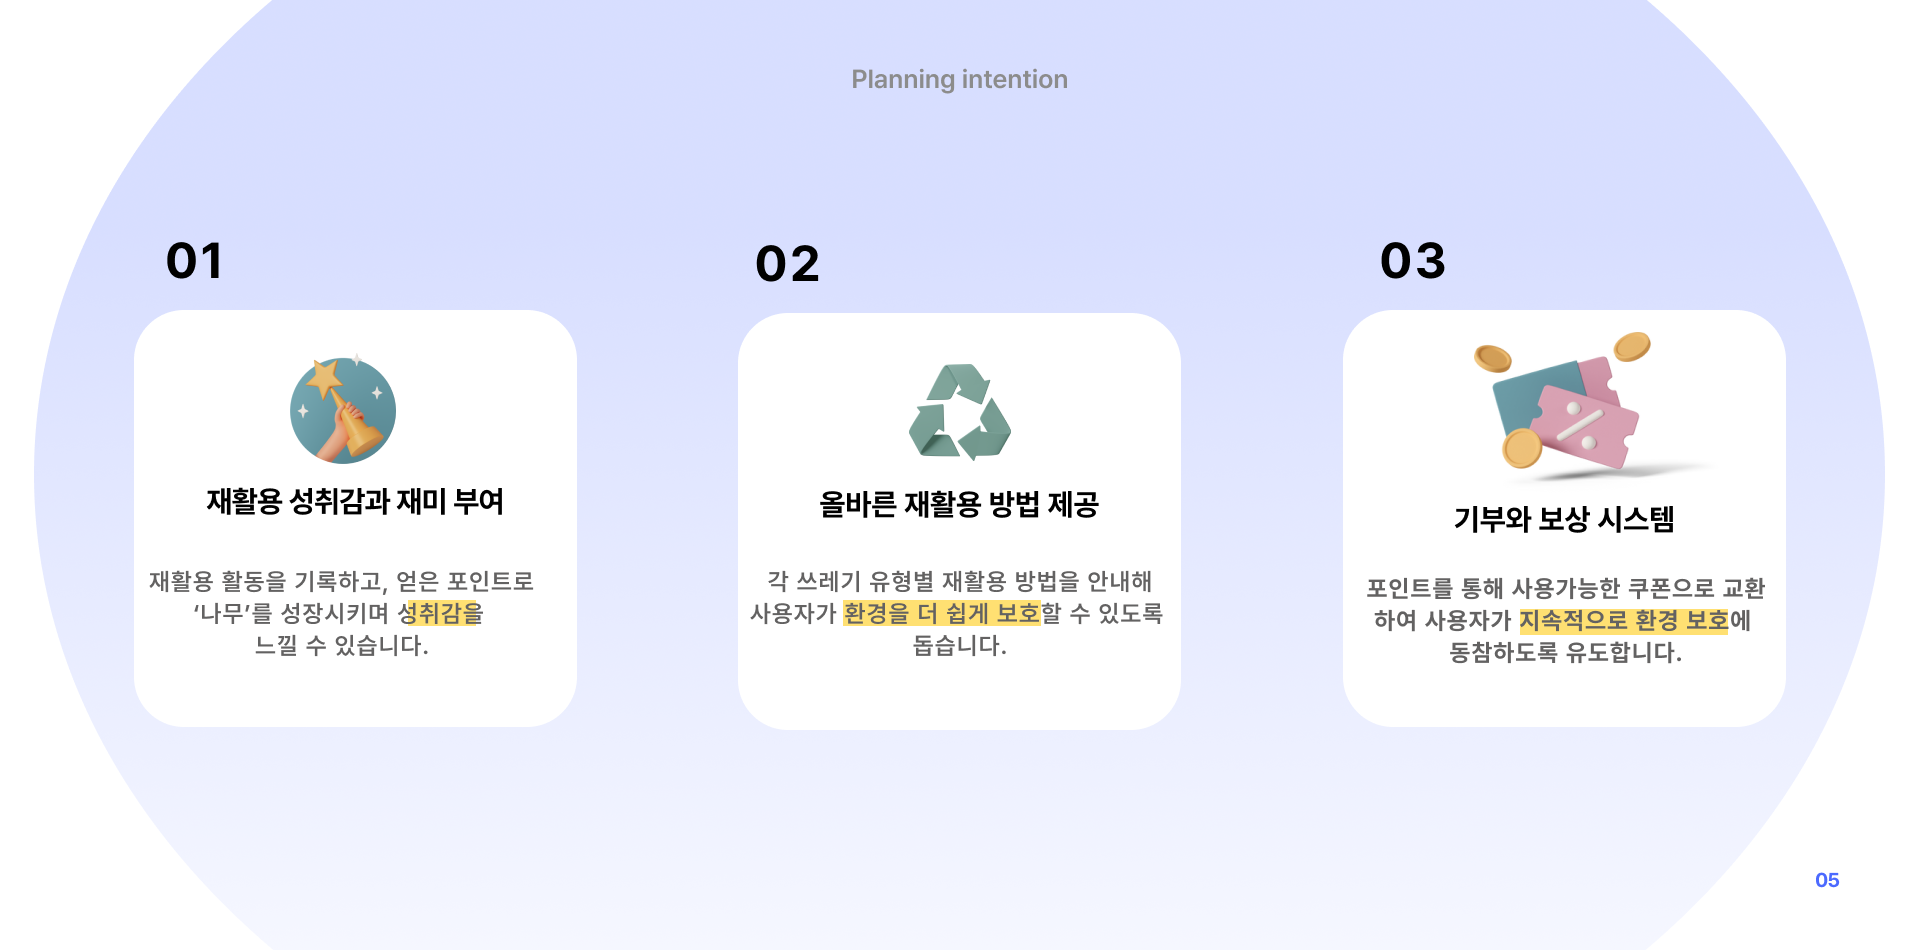 Planning intention
01
재활용 성취감과 재미 부여
재활용 활동을 기록하고, 얻은 포인트로
‘나무’를 성장시키며 성취감을
느낄 수 있습니다.
02
올바른 재활용 방법 제공
각 쓰레기 유형별 재활용 방법을 안내해
사용자가 환경을 더 쉽게 보호할 수 있도록
돕습니다.
03
기부와 보상 시스템
포인트를 통해 사용가능한 쿠폰으로 교환
하여 사용자가 지속적으로 환경 보호에
동참하도록 유도합니다.
05